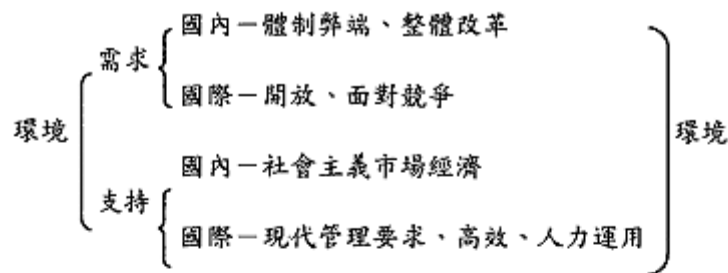 國內－體制弊端、整體改革
需求
國際－開放、面對競爭
環境
環境
國內－社會主義市場經濟
支持
國際－現代管理要求、高效、人力運用